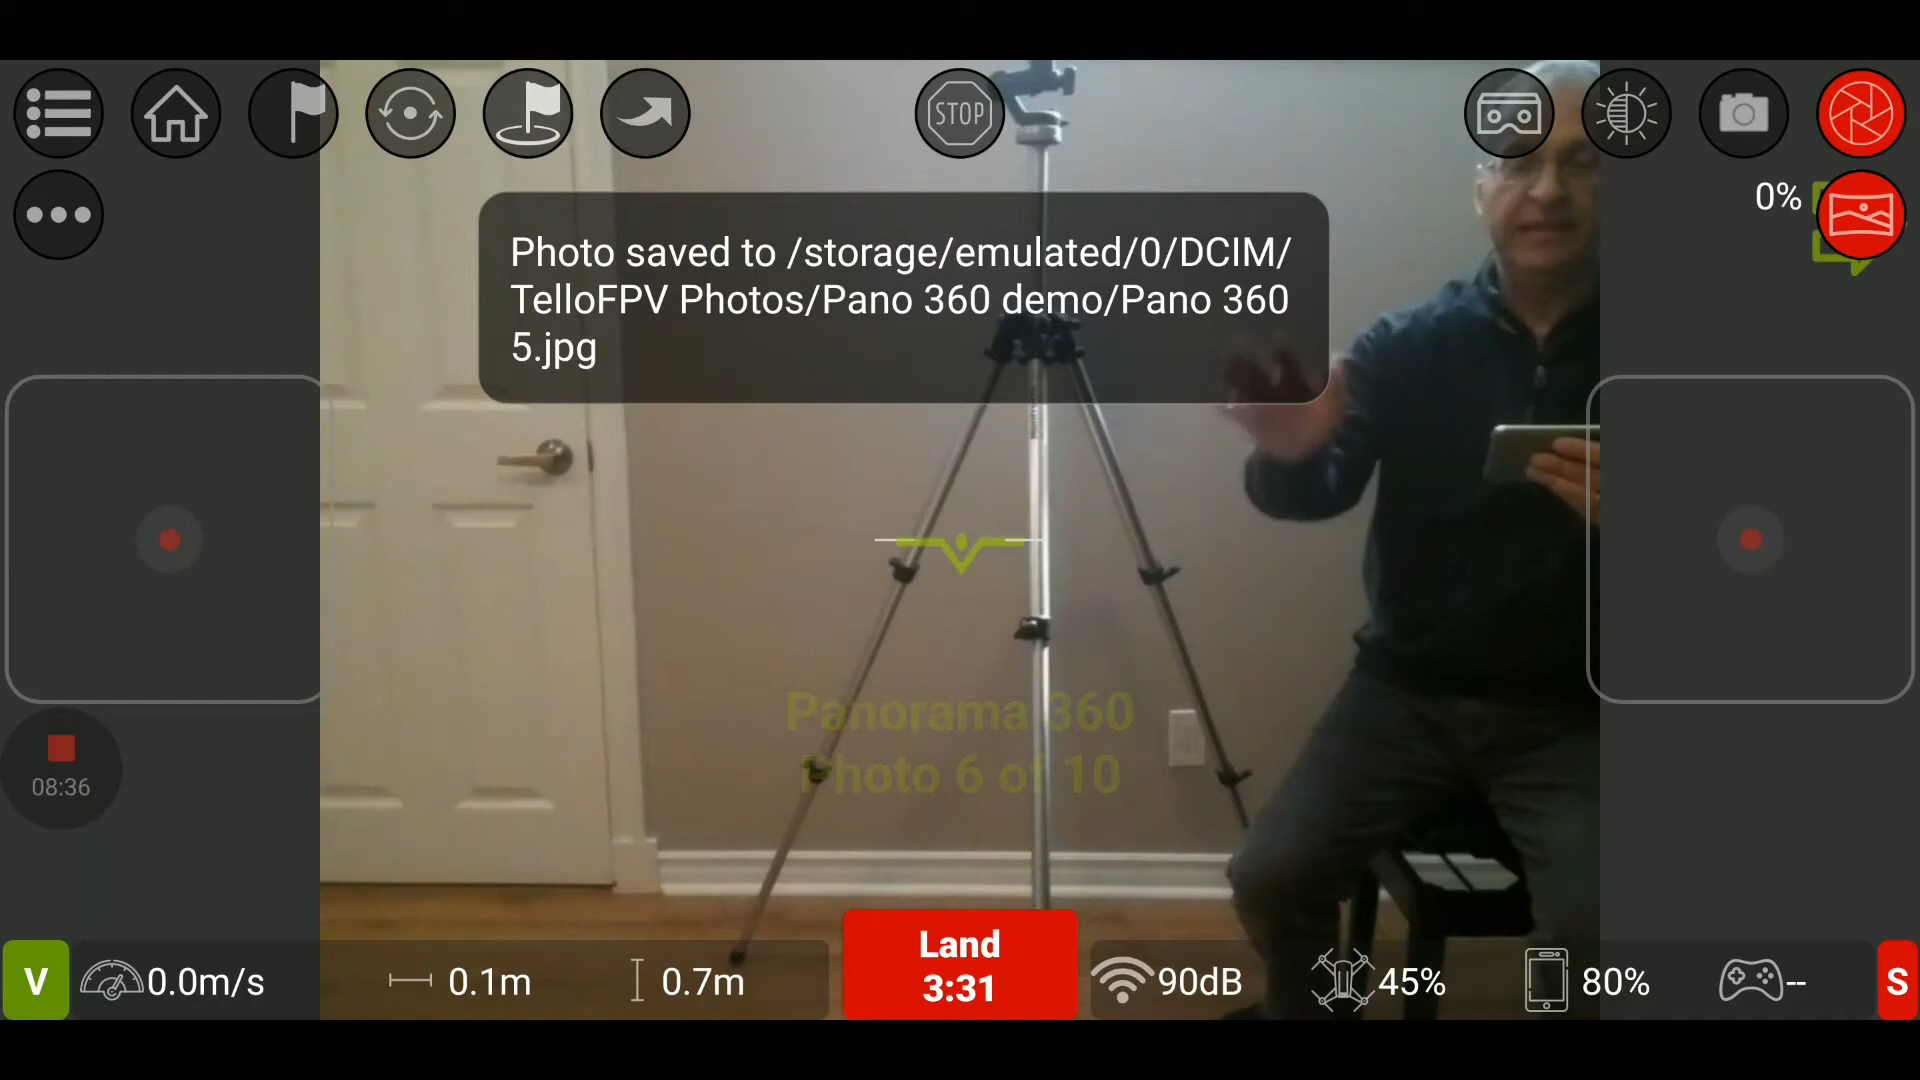 STOP
0%
Photo saved to /storage/emulated/0/DCIM/
TelloFPV Photos/Pano 360 demo/Pano 360
5.jpg
Panorama 360
Photo 6 of 10
08:36
V
0.0m/s
0.1m
0.7m
Land
3:31
90dB
45%
80%
--
S